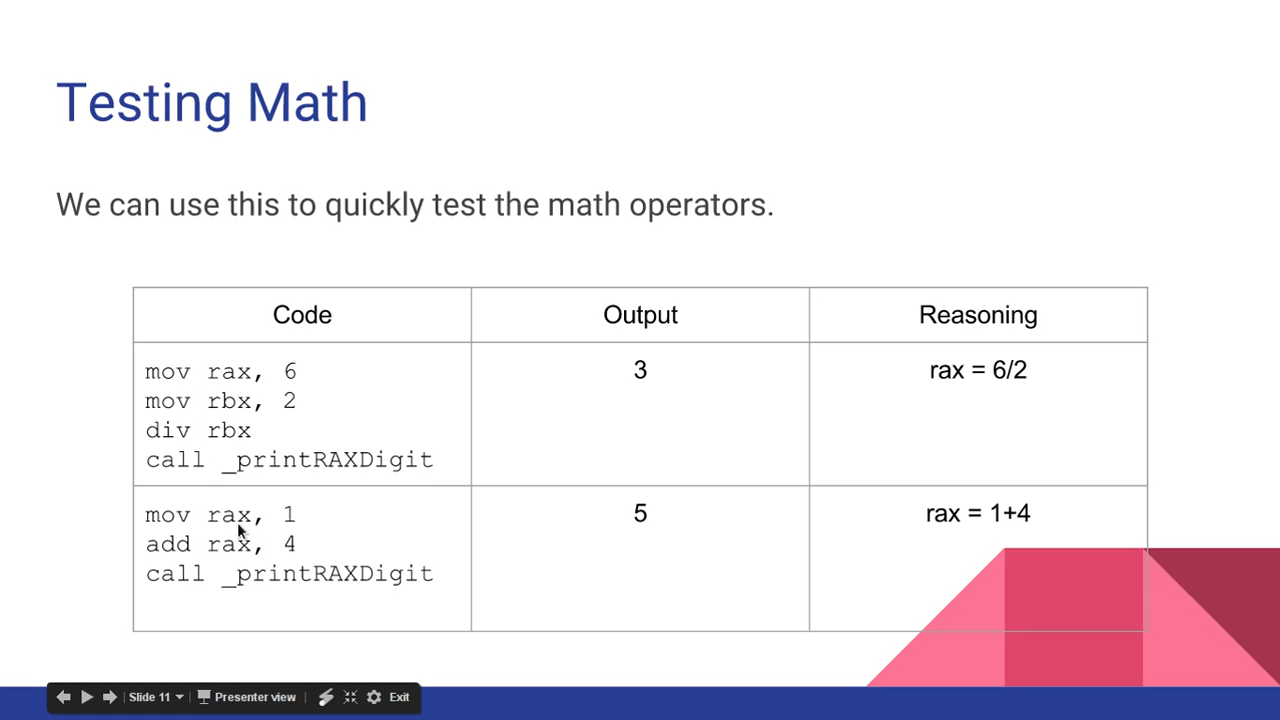 Testing Math
We can use this to quickly test the math operators.
Code
Output
Reasoning
mov rax, 6
mov rbx, 2
div rbx
call _printRAXDigit
3
rax = 6/2
mov rax, 1
add rax, 4
call _printRAXDigit
5
rax = 1+4
Slide 11
Presenter view
Exit